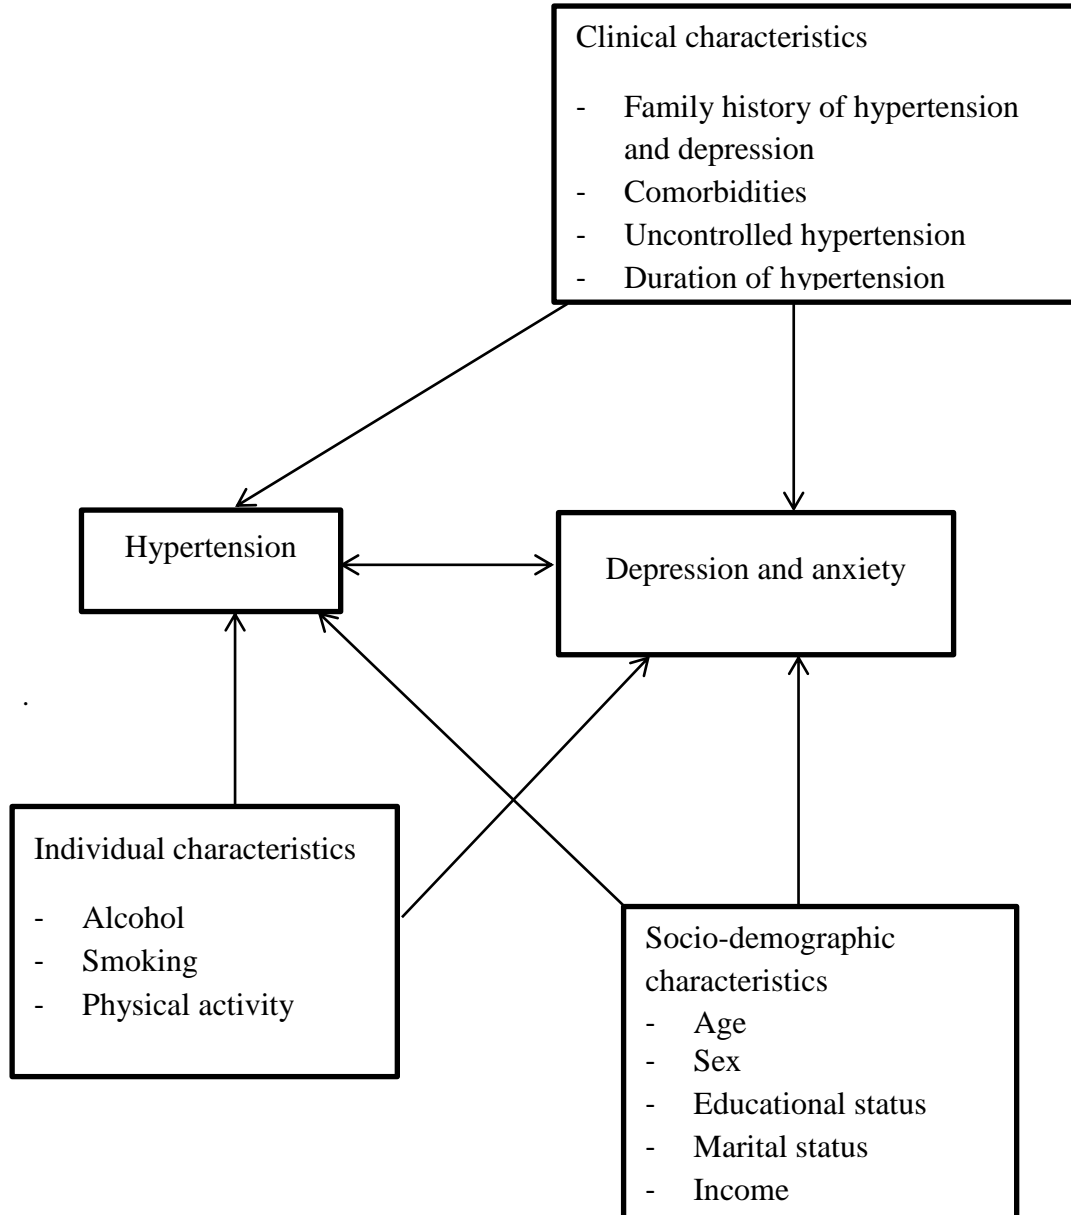 Clinical characteristics
- Family history of hypertension
and depression
- Comorbidities
- Uncontrolled hypertension
- Duration of hypertension
Hypertension
Depression and anxiety
.
Individual characteristics
- Alcohol
- Smoking
- Physical activity
Socio-demographic
characteristics
- Age
- Sex
- Educational status
- Marital status
- Income